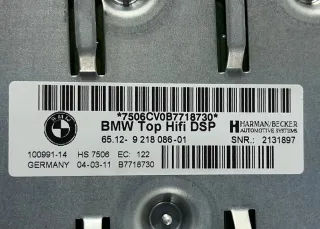 *7506CV0B7718730*
BMW Top Hifi DSP
HARMAN/BECKER
AUTOMOTIVE SYSTEMS
65.12- 9 218 086-01
SNR.: 2131897
100991-14 HS 7506 EC: 122
GERMANY 04-03-11 B7718730